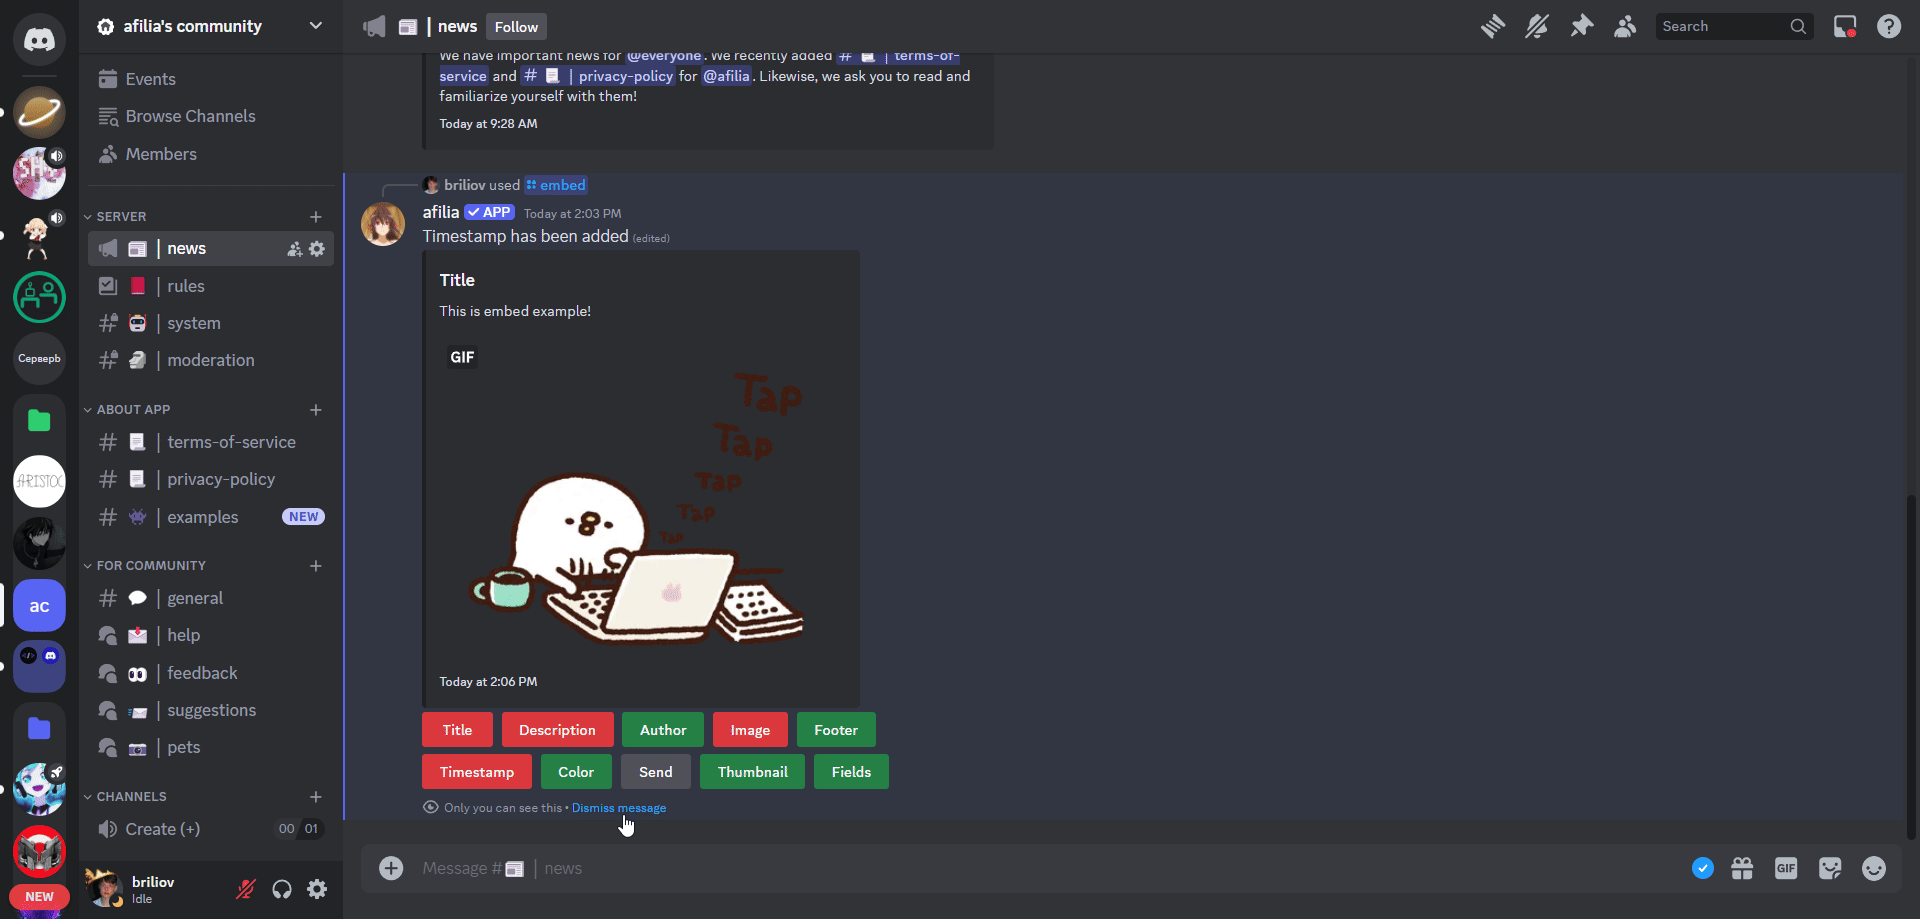 afilia's community
Events
Browse Channels
Members
SERVER
news
rules
system
moderation
ABOUT APP
terms-of-service
privacy-policy
examples NEW
FOR COMMUNITY
general
help
feedback
suggestions
pets
CHANNELS
Create (+) 00 01
briliov
Idle
Серверь
ac
NEW
| news Follow
Search
We have important news for @everyone. We recently added # | terms-of-
service and # | privacy-policy for @afilia. Likewise, we ask you to read and
familiarize yourself with them!
Today at 9:28 AM
briliov used embed
afilia APP Today at 2:03 PM
Timestamp has been added (edited)
Title
This is embed example!
GIF
Tap
Tap
Tap
Tap
Tap
Today at 2:06 PM
Title Description Author Image Footer
Timestamp Color Send Thumbnail Fields
Only you can see this • Dismiss message
Message # | news
GIF